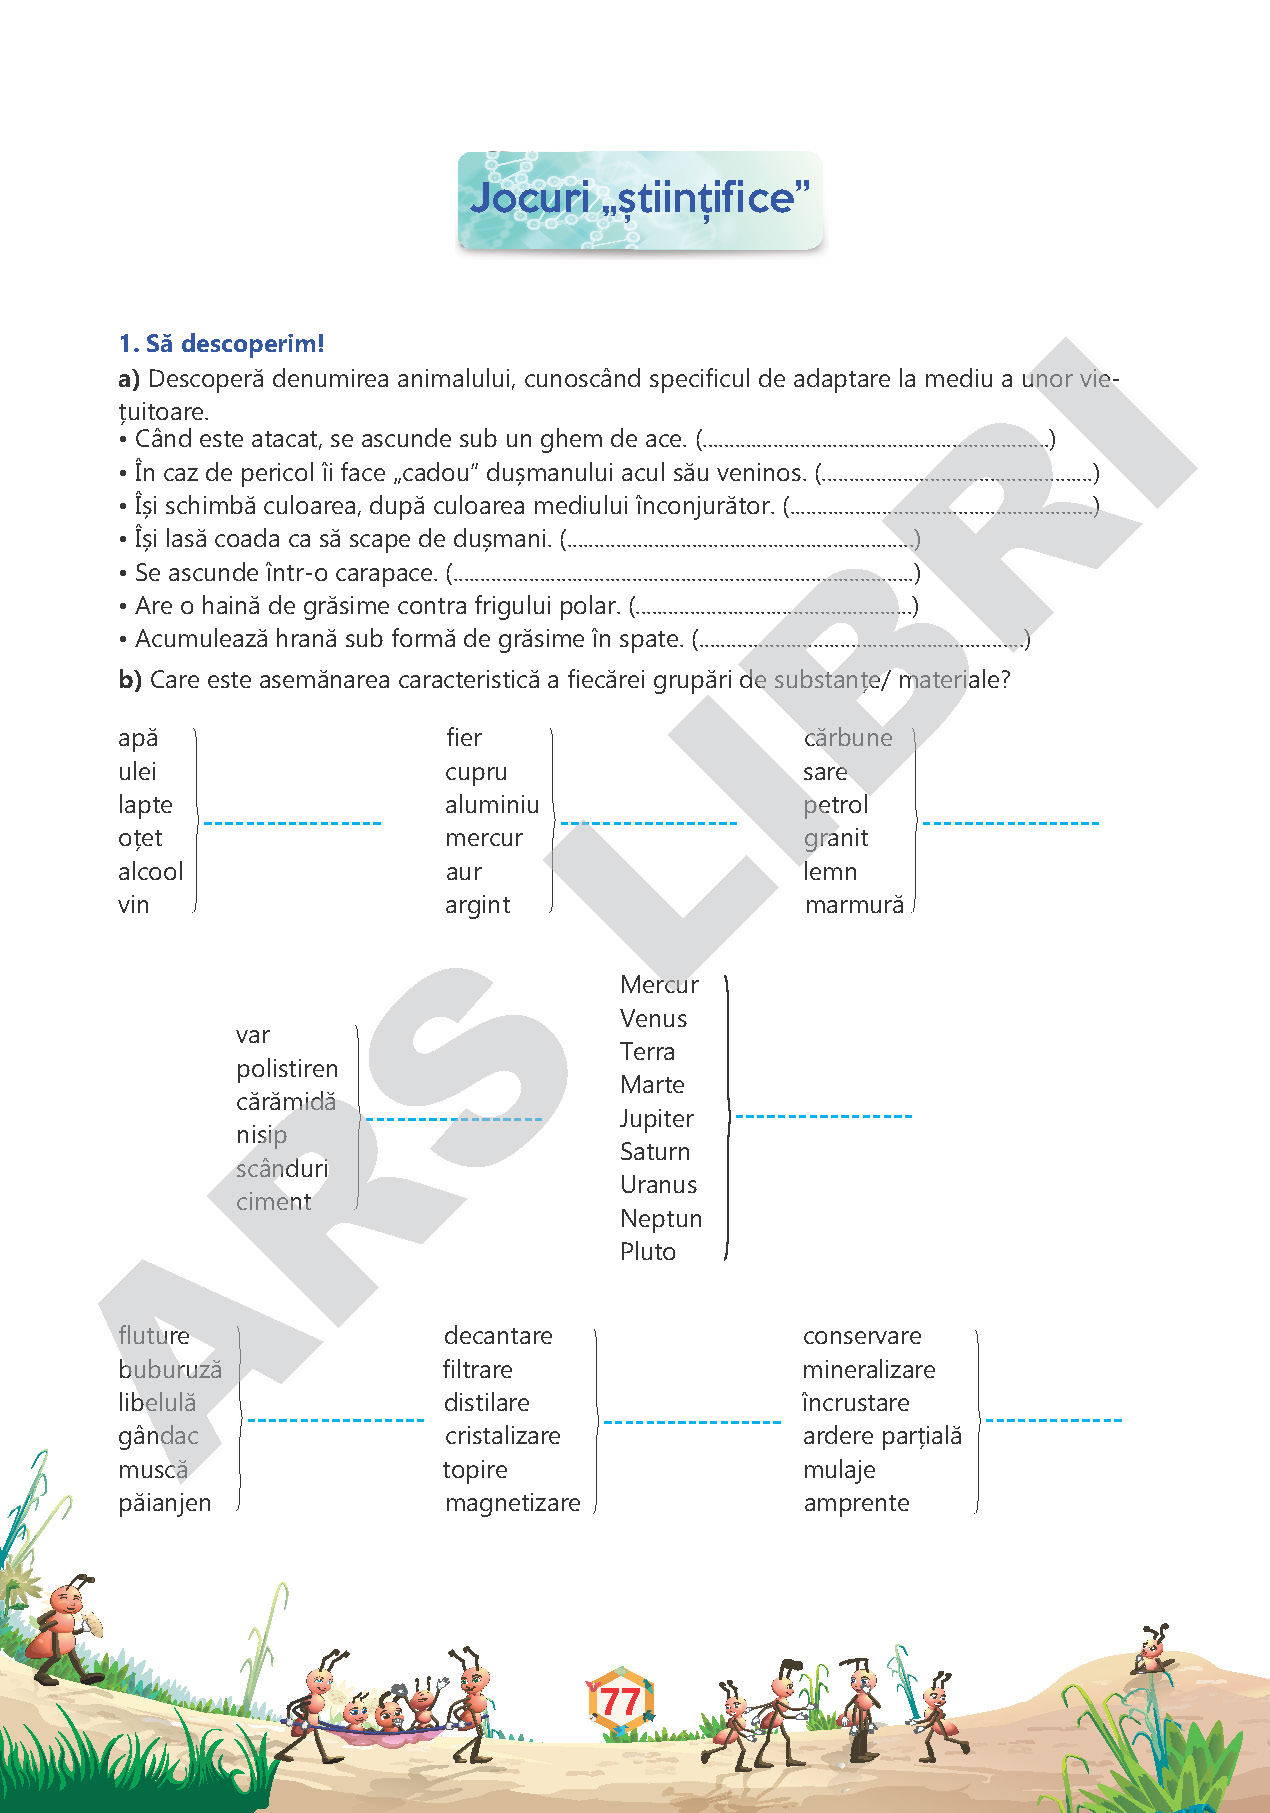 Jocuri „științifice”
1. Să descoperim!
a) Descoperă denumirea animalului, cunoscând specificul de adaptare la mediu a unor vie-
țuitoare.
• Când este atacat, se ascunde sub un ghem de ace. (................................................................)
• În caz de pericol îi face „cadou” dușmanului acul său veninos. (..................................................)
• Își schimbă culoarea, după culoarea mediului înconjurător. (........................................................)
• Își lasă coada ca să scape de dușmani. (................................................................)
• Se ascunde într-o carapace. (.....................................................................................)
• Are o haină de grăsime contra frigului polar. (...................................................)
• Acumulează hrană sub formă de grăsime în spate. (............................................................)
b) Care este asemănarea caracteristică a fiecărei grupări de substanțe/ materiale?
apă
ulei
lapte
oțet
alcool
vin
fier
cupru
aluminiu
mercur
aur
argint
cărbune
sare
petrol
granit
lemn
marmură
var
polistiren
cărămidă
nisip
scânduri
ciment
Mercur
Venus
Terra
Marte
Jupiter
Saturn
Uranus
Neptun
Pluto
fluture
buburuză
libelulă
gândac
muscă
păianjen
decantare
filtrare
distilare
cristalizare
topire
magnetizare
conservare
mineralizare
încrustare
ardere parțială
mulaje
amprente
77
ARS LIBRI